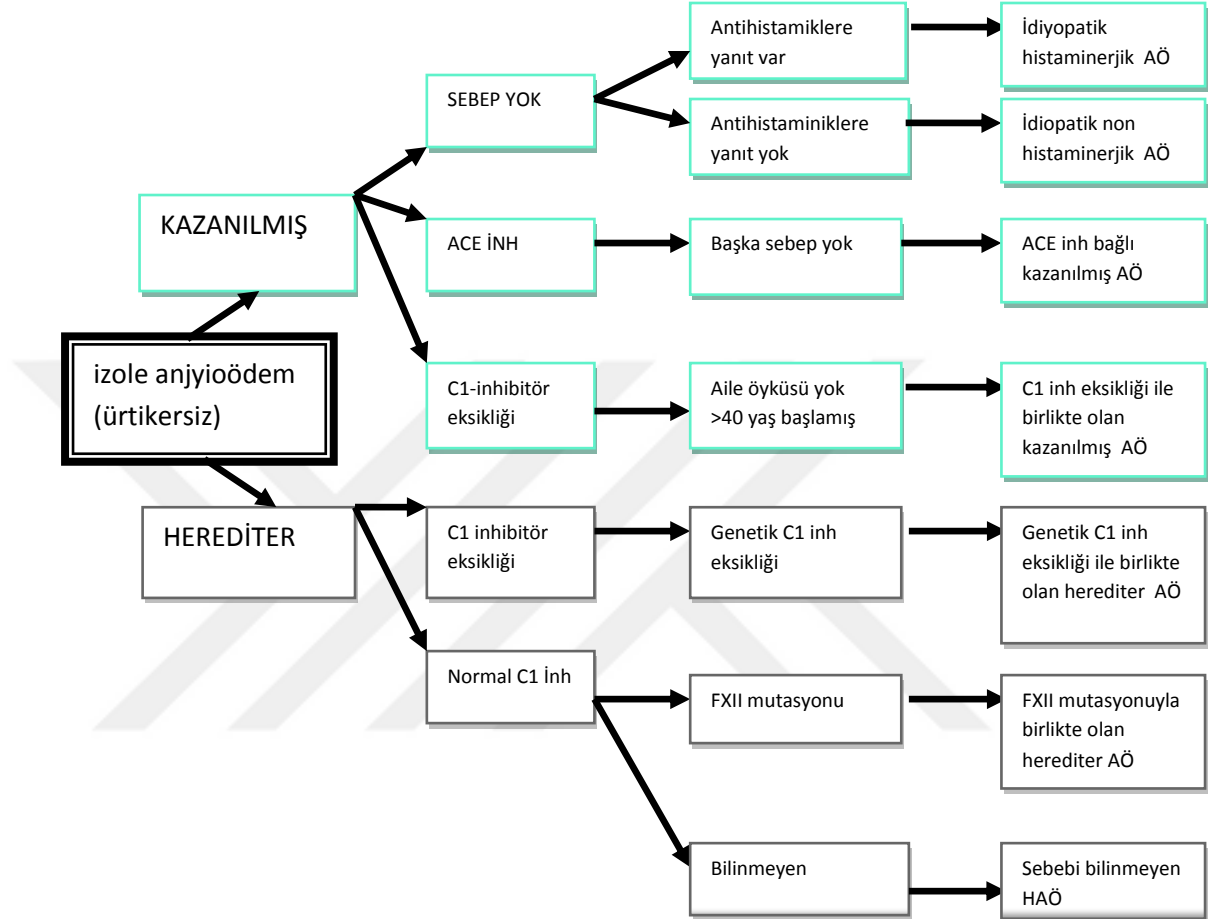 Antihistamiklere
yanıt var
İdiyopatik
histaminerjik AÖ
SEBEP YOK
Antihistaminiklere
yanıt yok
İdiopatik non
histaminerjik AÖ
KAZANILMIŞ
ACE İNH
Başka sebep yok
ACE inh bağlı
kazanılmış AÖ
izole anjyioödem
(ürtikersiz)
C1-inhibitör
eksikliği
Aile öyküsü yok
>40 yaş başlamış
C1 inh eksikliği ile
birlikte olan
kazanılmış AÖ
HEREDİTER
C1 inhibitör
eksikliği
Genetik C1 inh
eksikliği
Genetik C1 inh
eksikliği ile birlikte
olan herediter AÖ
Normal C1 İnh
FXII mutasyonu
FXII mutasyonuyla
birlikte olan
herediter AÖ
Bilinmeyen
Sebebi bilinmeyen
HAÖ